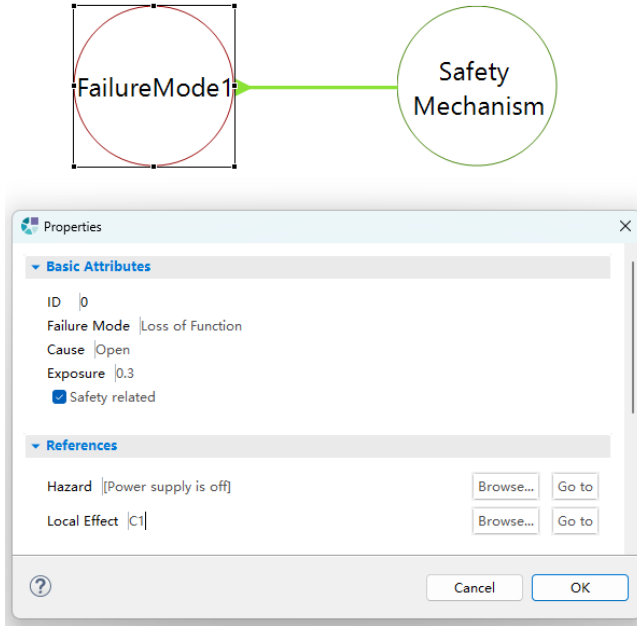 FailureMode1
Safety
Mechanism
Properties
Basic Attributes
ID 0
Failure Mode Loss of Function
Cause Open
Exposure 0.3
Safety related
References
Hazard [Power supply is off] Browse... Go to
Local Effect C1 Browse... Go to
? Cancel OK